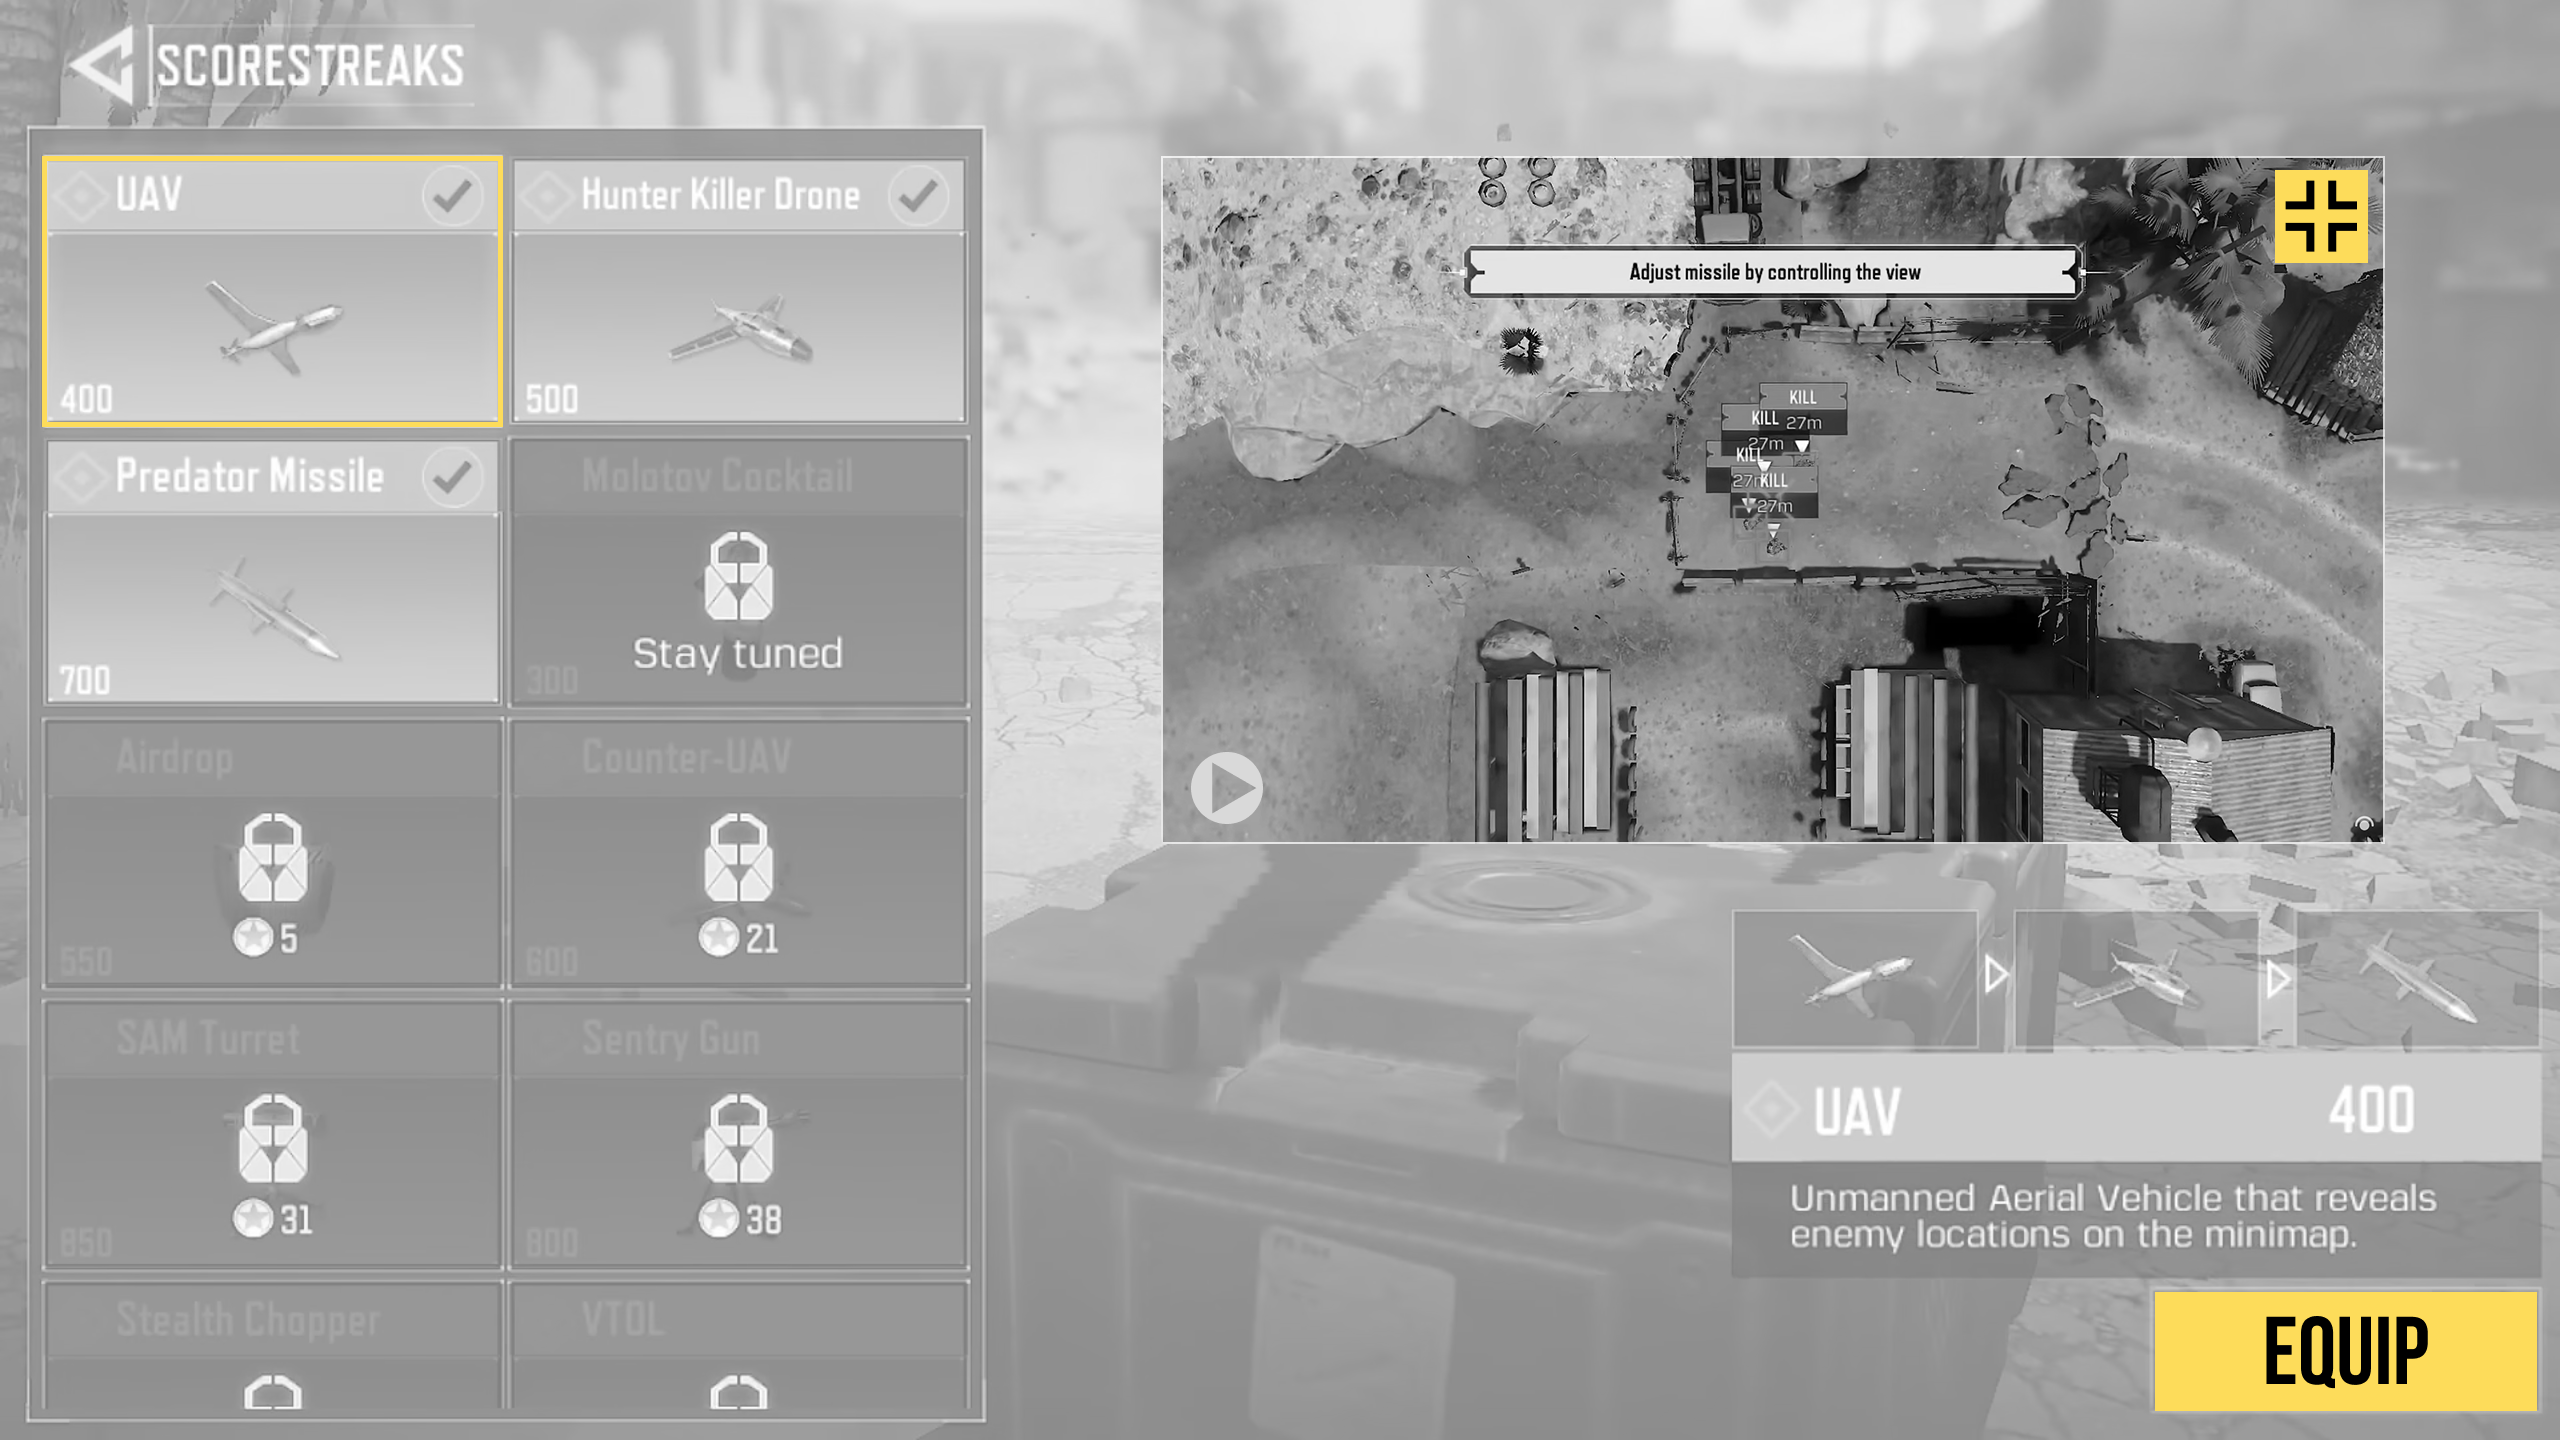 SCORESTREAKS
UAV
400
Hunter Killer Drone
500
Predator Missile
700
Molotov Cocktail
Stay tuned
300
Airdrop
5
550
Counter-UAV
21
600
SAM Turret
31
850
Sentry Gun
38
800
Stealth Chopper
VTOL
Adjust missile by controlling the view
KILL
27m
KILL
27m
KILL
KILL
27m
UAV
400
Unmanned Aerial Vehicle that reveals
enemy locations on the minimap.
EQUIP